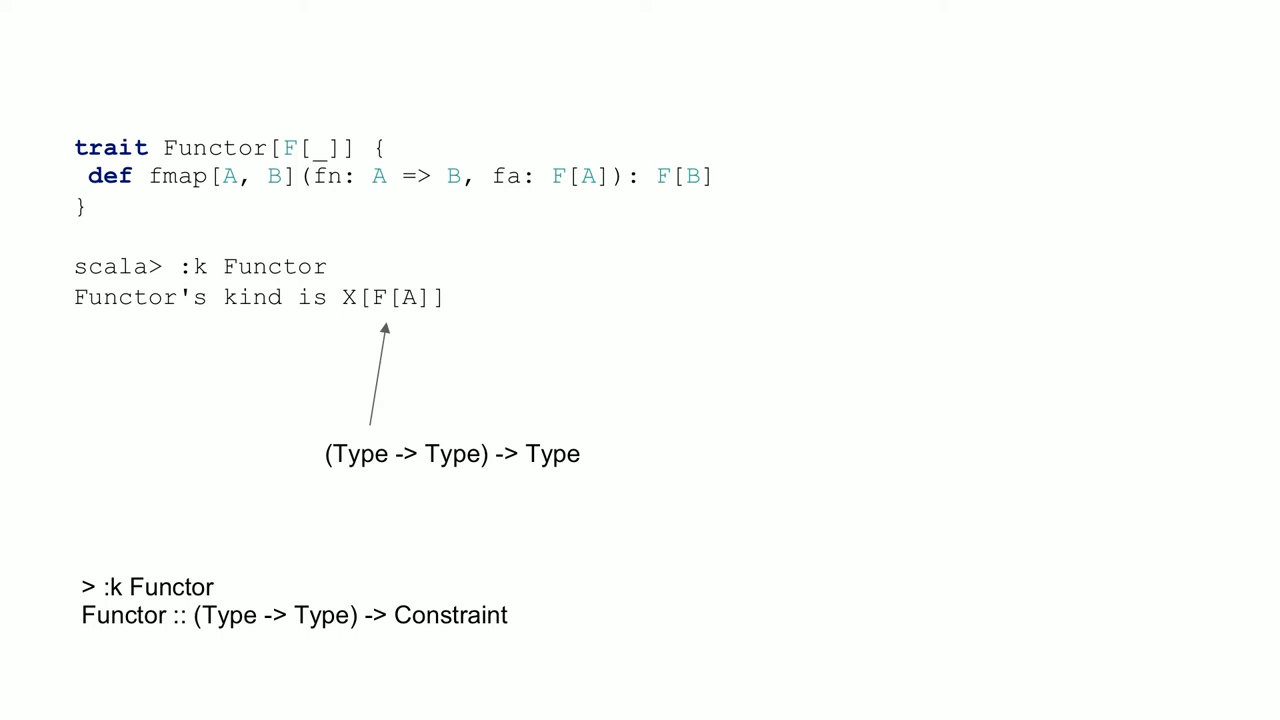 trait Functor[F[_]] {
def fmap[A, B](fn: A => B, fa: F[A]): F[B]
}
scala> :k Functor
Functor's kind is X[F[A]]
(Type -> Type) -> Type
> :k Functor
Functor :: (Type -> Type) -> Constraint